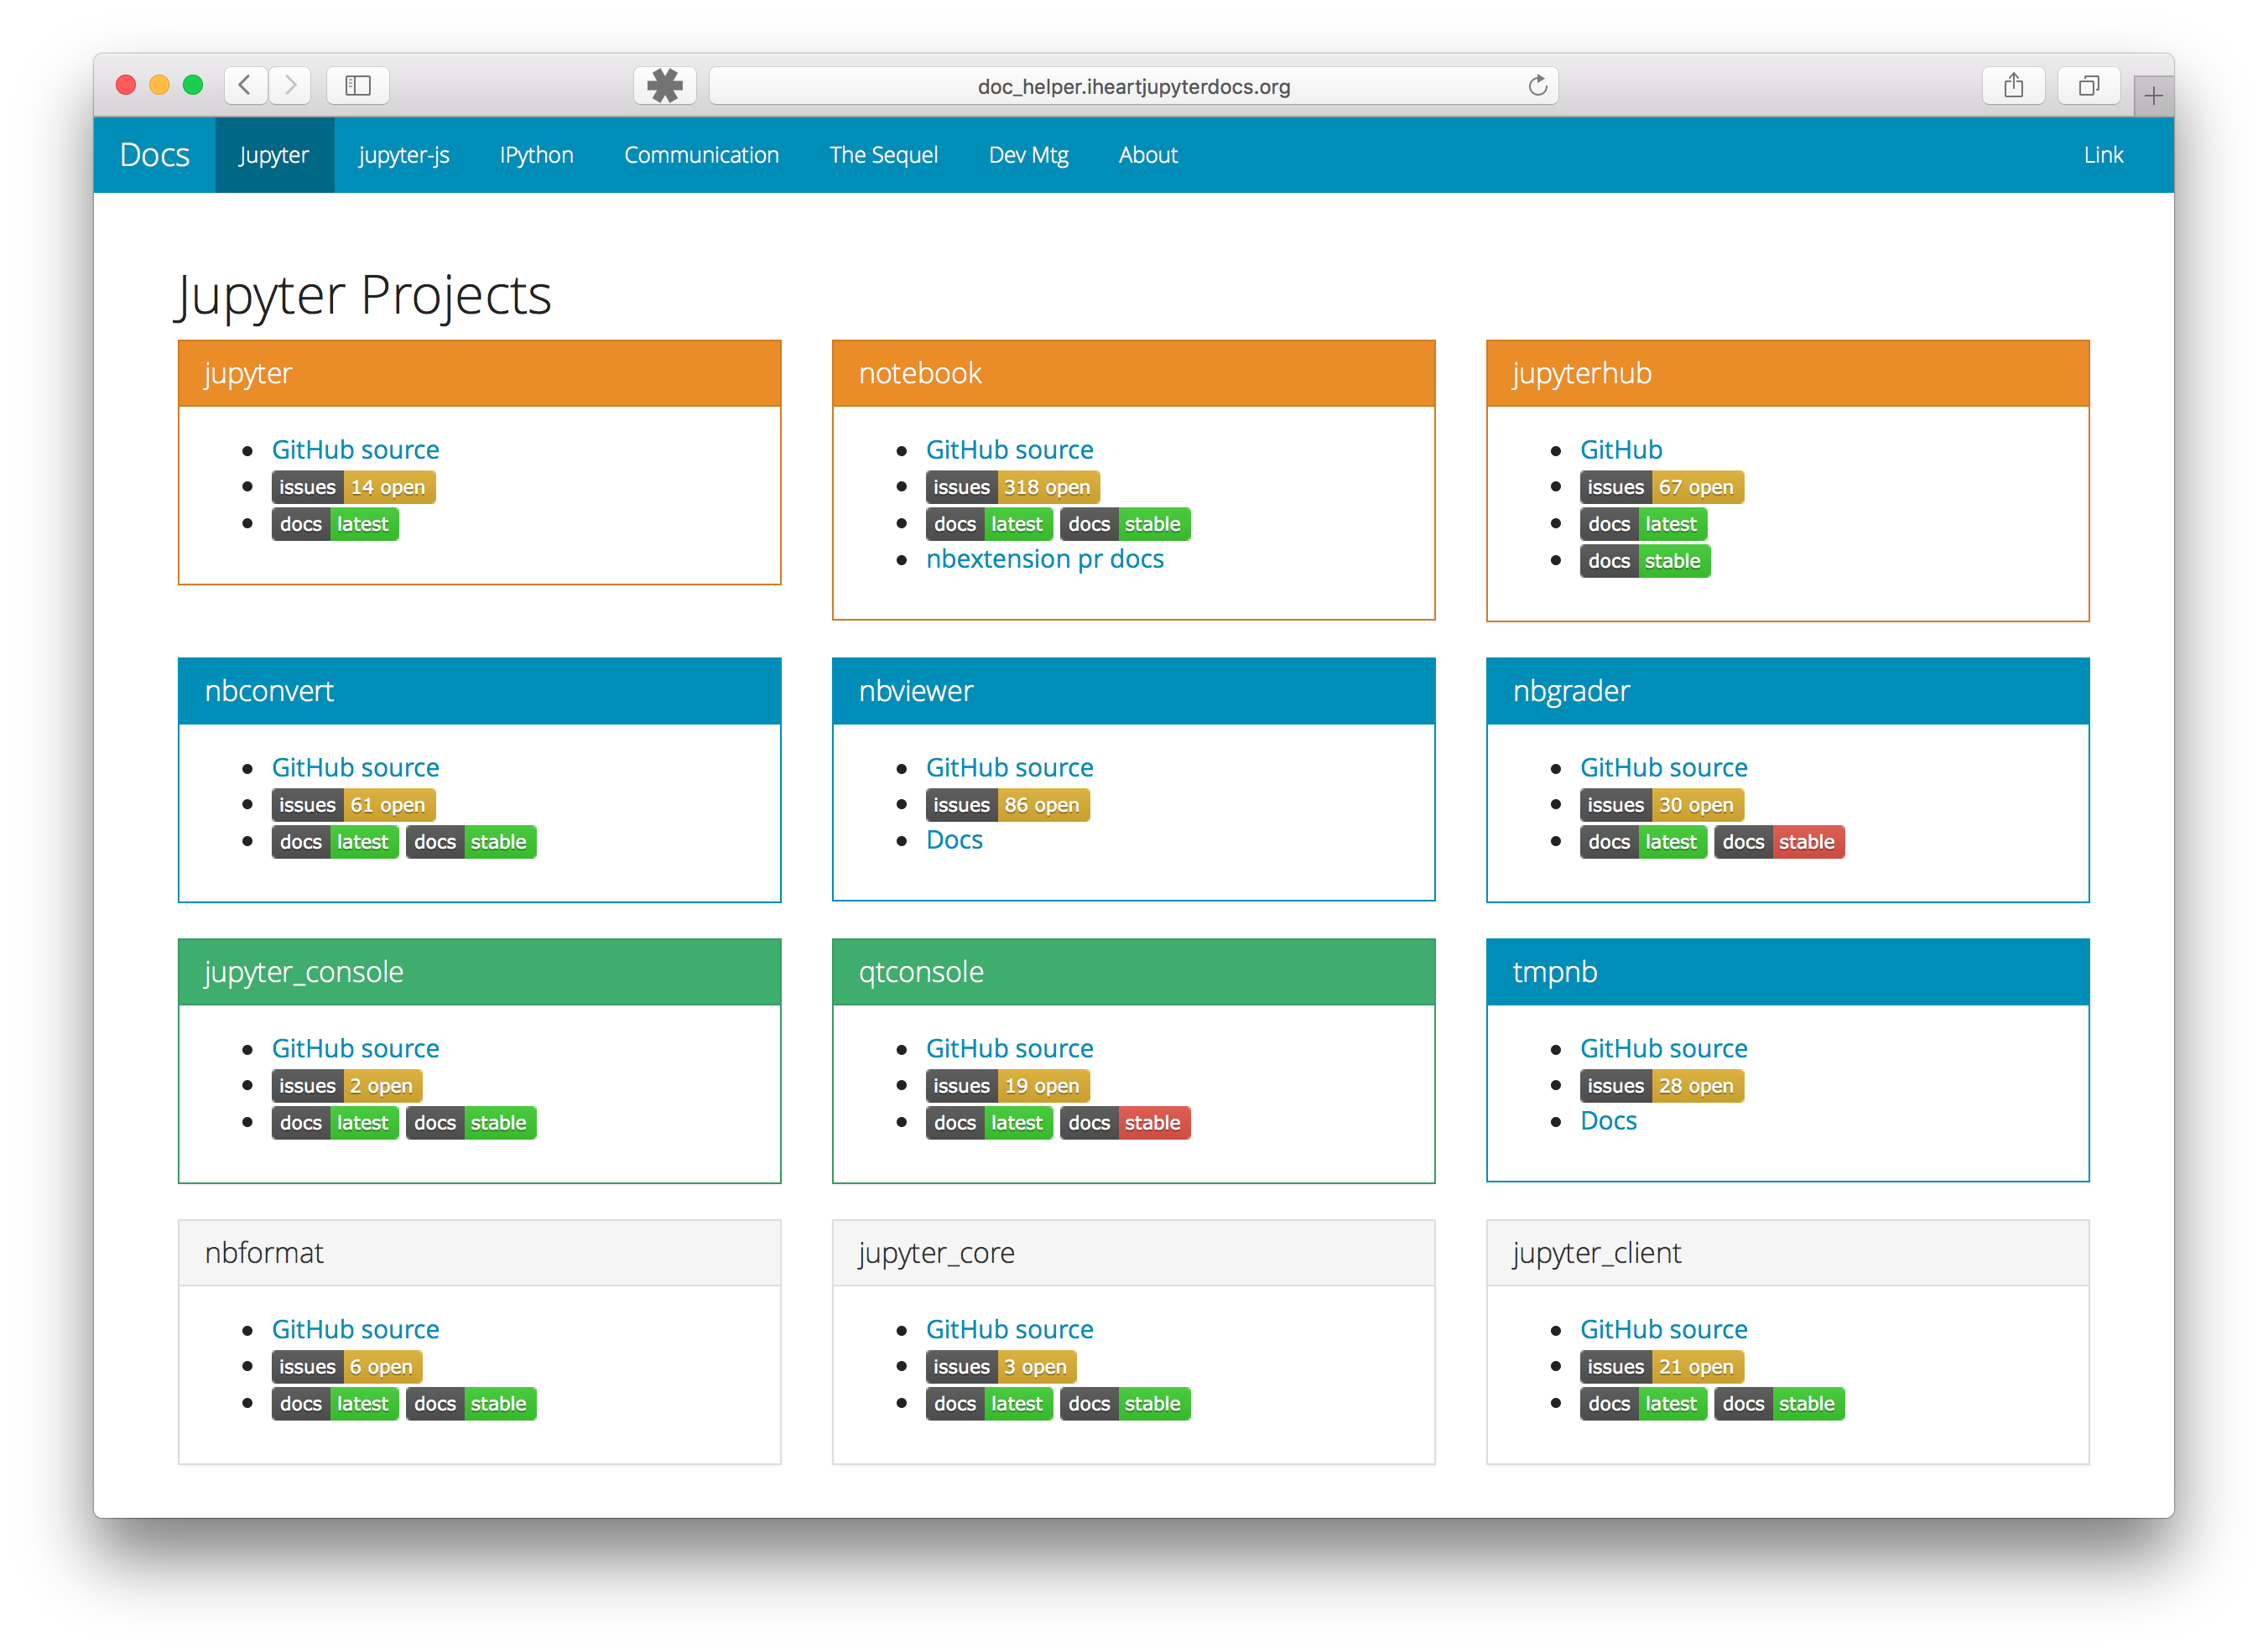 doc_helper.iheartjupyterdocs.org
Docs Jupyter jupyter-js IPython Communication The Sequel Dev Mtg About Link
Jupyter Projects
jupyter
GitHub source
issues 14 open
docs latest
notebook
GitHub source
issues 318 open
docs latest docs stable
nbextension pr docs
jupyterhub
GitHub
issues 67 open
docs latest
docs stable
nbconvert
GitHub source
issues 61 open
docs latest docs stable
nbviewer
GitHub source
issues 86 open
Docs
nbgrader
GitHub source
issues 30 open
docs latest docs stable
jupyter_console
GitHub source
issues 2 open
docs latest docs stable
qtconsole
GitHub source
issues 19 open
docs latest docs stable
tmpnb
GitHub source
issues 28 open
Docs
nbformat
GitHub source
issues 6 open
docs latest docs stable
jupyter_core
GitHub source
issues 3 open
docs latest docs stable
jupyter_client
GitHub source
issues 21 open
docs latest docs stable